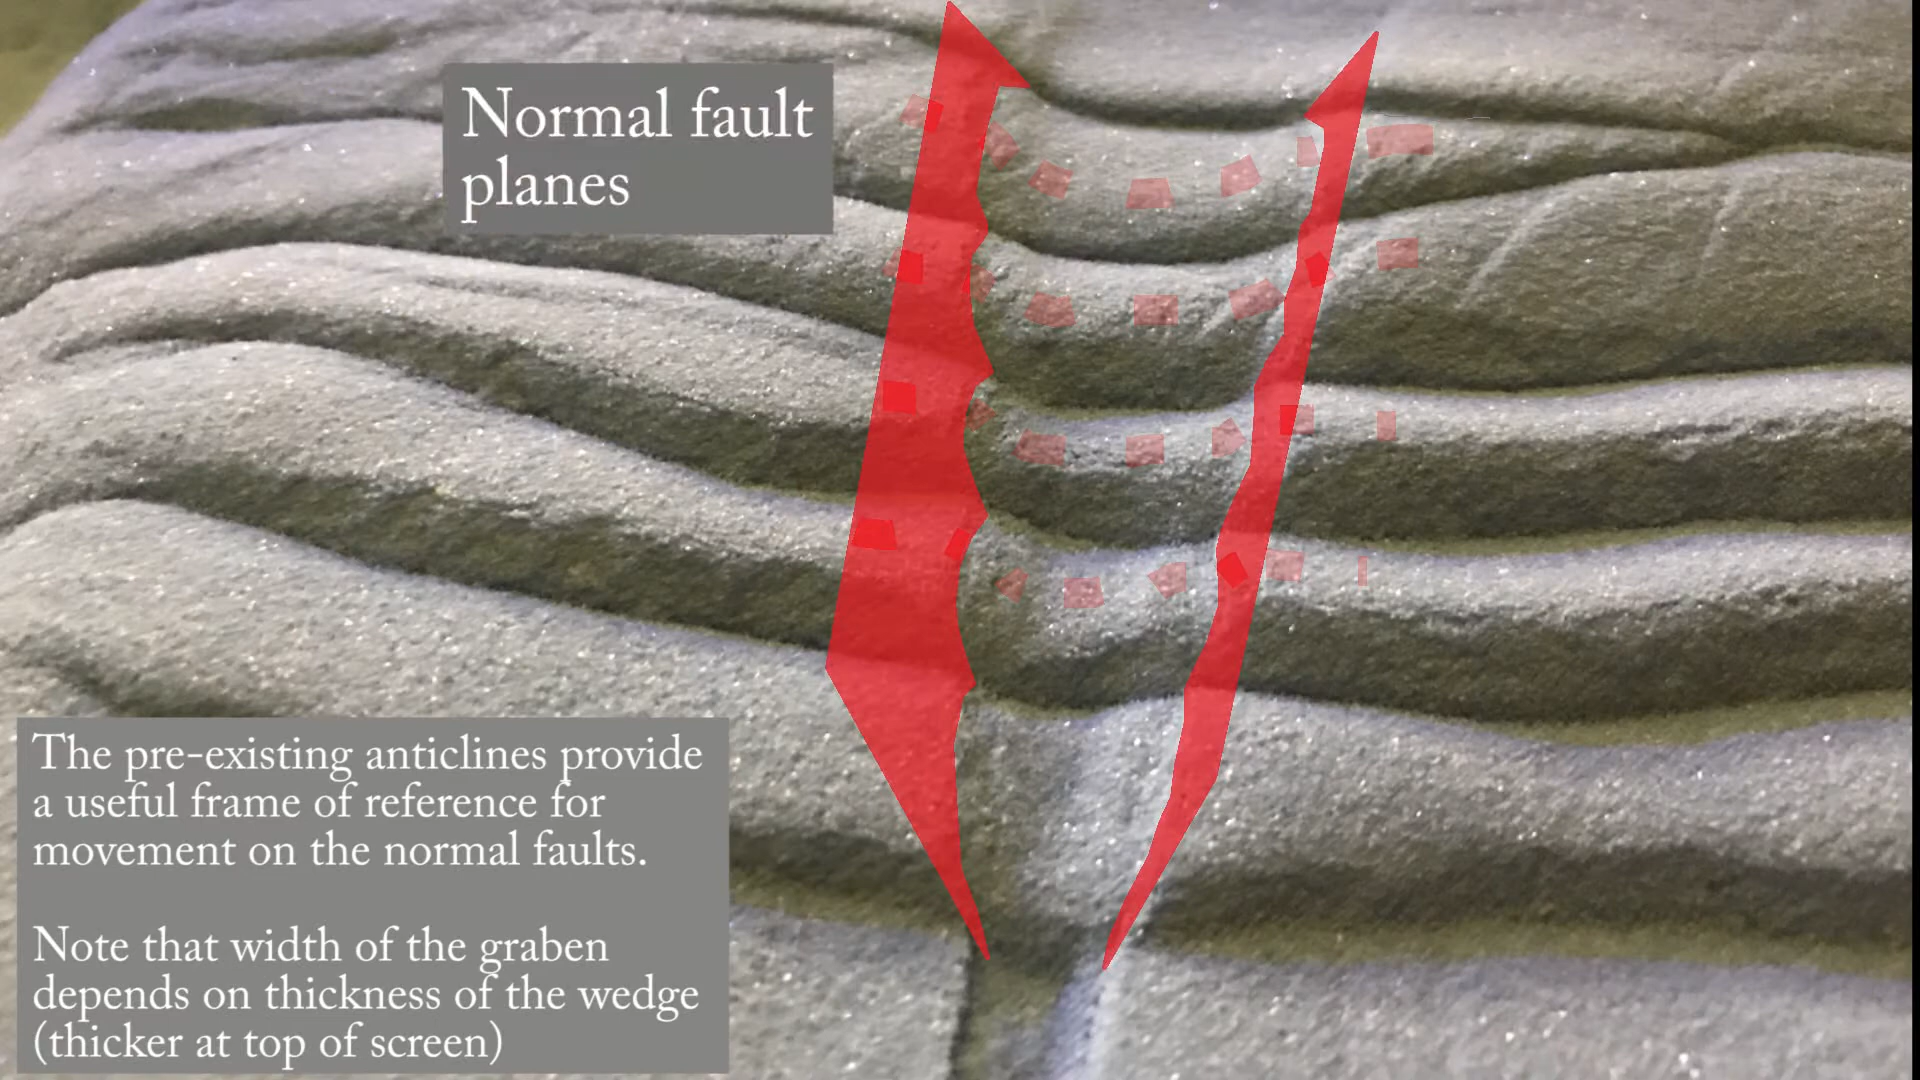 Normal fault
planes
The pre-existing anticlines provide
a useful frame of reference for
movement on the normal faults.
Note that width of the graben
depends on thickness of the wedge
(thicker at top of screen)